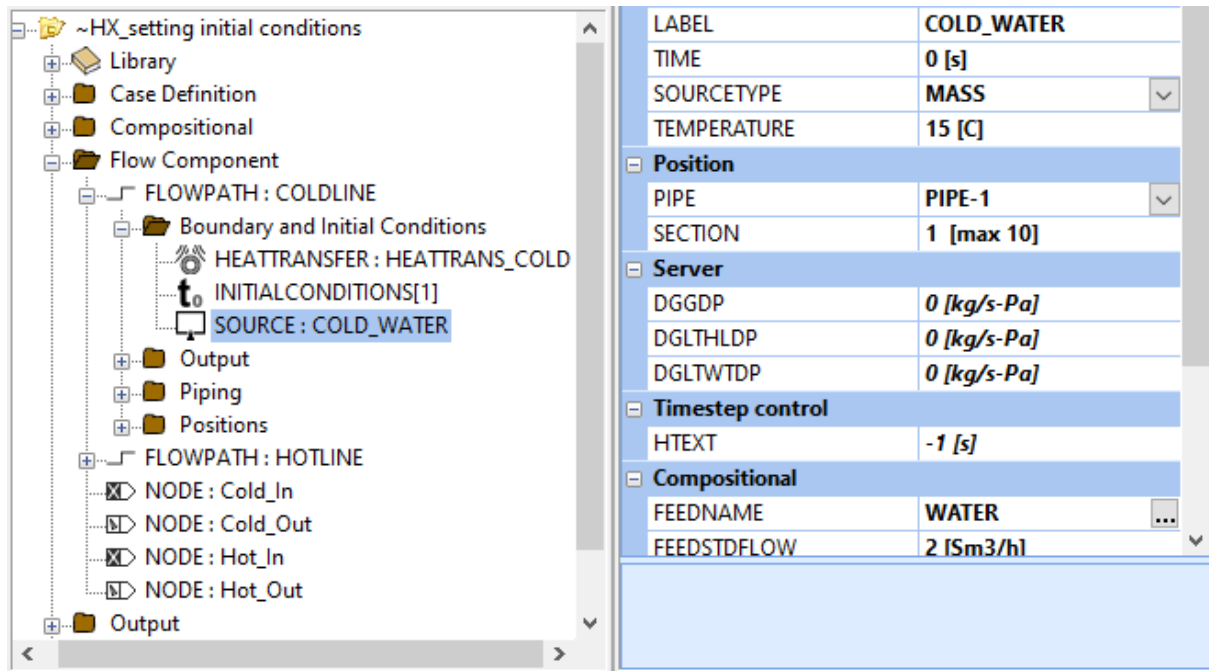 ~HX_setting initial conditions
Library
Case Definition
Compositional
Flow Component
FLOWPATH : COLDLINE
Boundary and Initial Conditions
HEATTRANSFER : HEATTRANS_COLD
t₀ INITIALCONDITIONS[1]
SOURCE : COLD_WATER
Output
Piping
Positions
FLOWPATH : HOTLINE
NODE : Cold_In
NODE : Cold_Out
NODE : Hot_In
NODE : Hot_Out
Output
LABEL COLD_WATER
TIME 0 [s]
SOURCETYPE MASS
TEMPERATURE 15 [C]
Position
PIPE PIPE-1
SECTION 1 [max 10]
Server
DGGDP 0 [kg/s-Pa]
DGLTHLDP 0 [kg/s-Pa]
DGLTWTDP 0 [kg/s-Pa]
Timestep control
HTEXT -1 [s]
Compositional
FEEDNAME WATER ...
FEEDSTDFLOW 2 [Sm3/h]